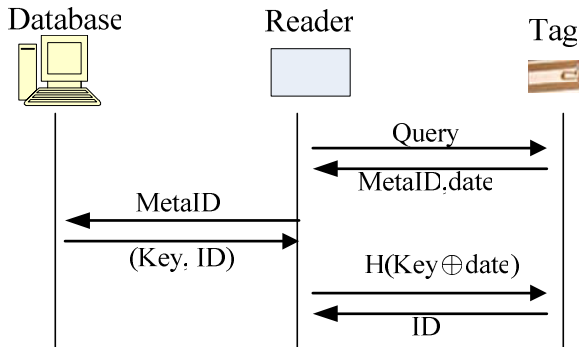 Database
Reader
Tag
Query
MetaID,date
MetaID
(Key, ID)
H(Key⊕date)
ID